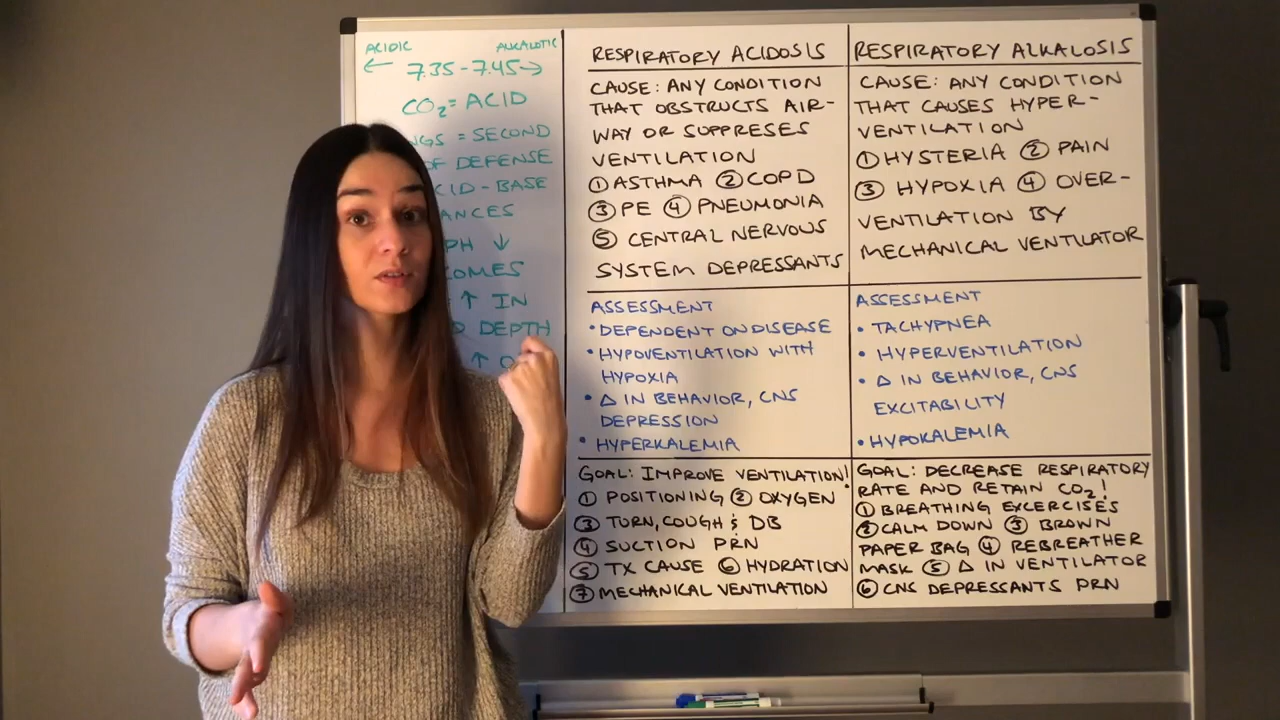 ACIDIC ALKALOTIC
← 7.35-7.45→
CO₂ = ACID
= SECOND
OF DEFENSE
- BASE
PH ↓
↑ IN
DEPTH
↑
RESPIRATORY ACIDOSIS
CAUSE: ANY CONDITION
THAT OBSTRUCTS AIR-
WAY OR SUPPRESES
VENTILATION
① ASTHMA ② COPD
③ PE ④ PNEUMONIA
⑤ CENTRAL NERVOUS
SYSTEM DEPRESSANTS
ASSESSMENT
• DEPENDENT ON DISEASE
• HYPOVENTILATION WITH
HYPOXIA
• Δ IN BEHAVIOR, CNS
DEPRESSION
• HYPERKALEMIA
GOAL: IMPROVE VENTILATION!
① POSITIONING ② OXYGEN
③ TURN, COUGH & DB
④ SUCTION PRN
⑤ TX CAUSE ⑥ HYDRATION
⑦ MECHANICAL VENTILATION
RESPIRATORY ALKALOSIS
CAUSE: ANY CONDITION
THAT CAUSES HYPER-
VENTILATION
① HYSTERIA ② PAIN
③ HYPOXIA ④ OVER-
VENTILATION BY
MECHANICAL VENTILATOR
ASSESSMENT
• TACHYPNEA
• HYPERVENTILATION
• Δ IN BEHAVIOR, CNS
EXCITABILITY
• HYPOKALEMIA
GOAL: DECREASE RESPIRATORY
RATE AND RETAIN CO₂!
① BREATHING EXCERCISES
② CALM DOWN ③ BROWN
PAPER BAG ④ REBREATHER
MASK ⑤ Δ IN VENTILATOR
⑥ CNS DEPRESSANTS PRN